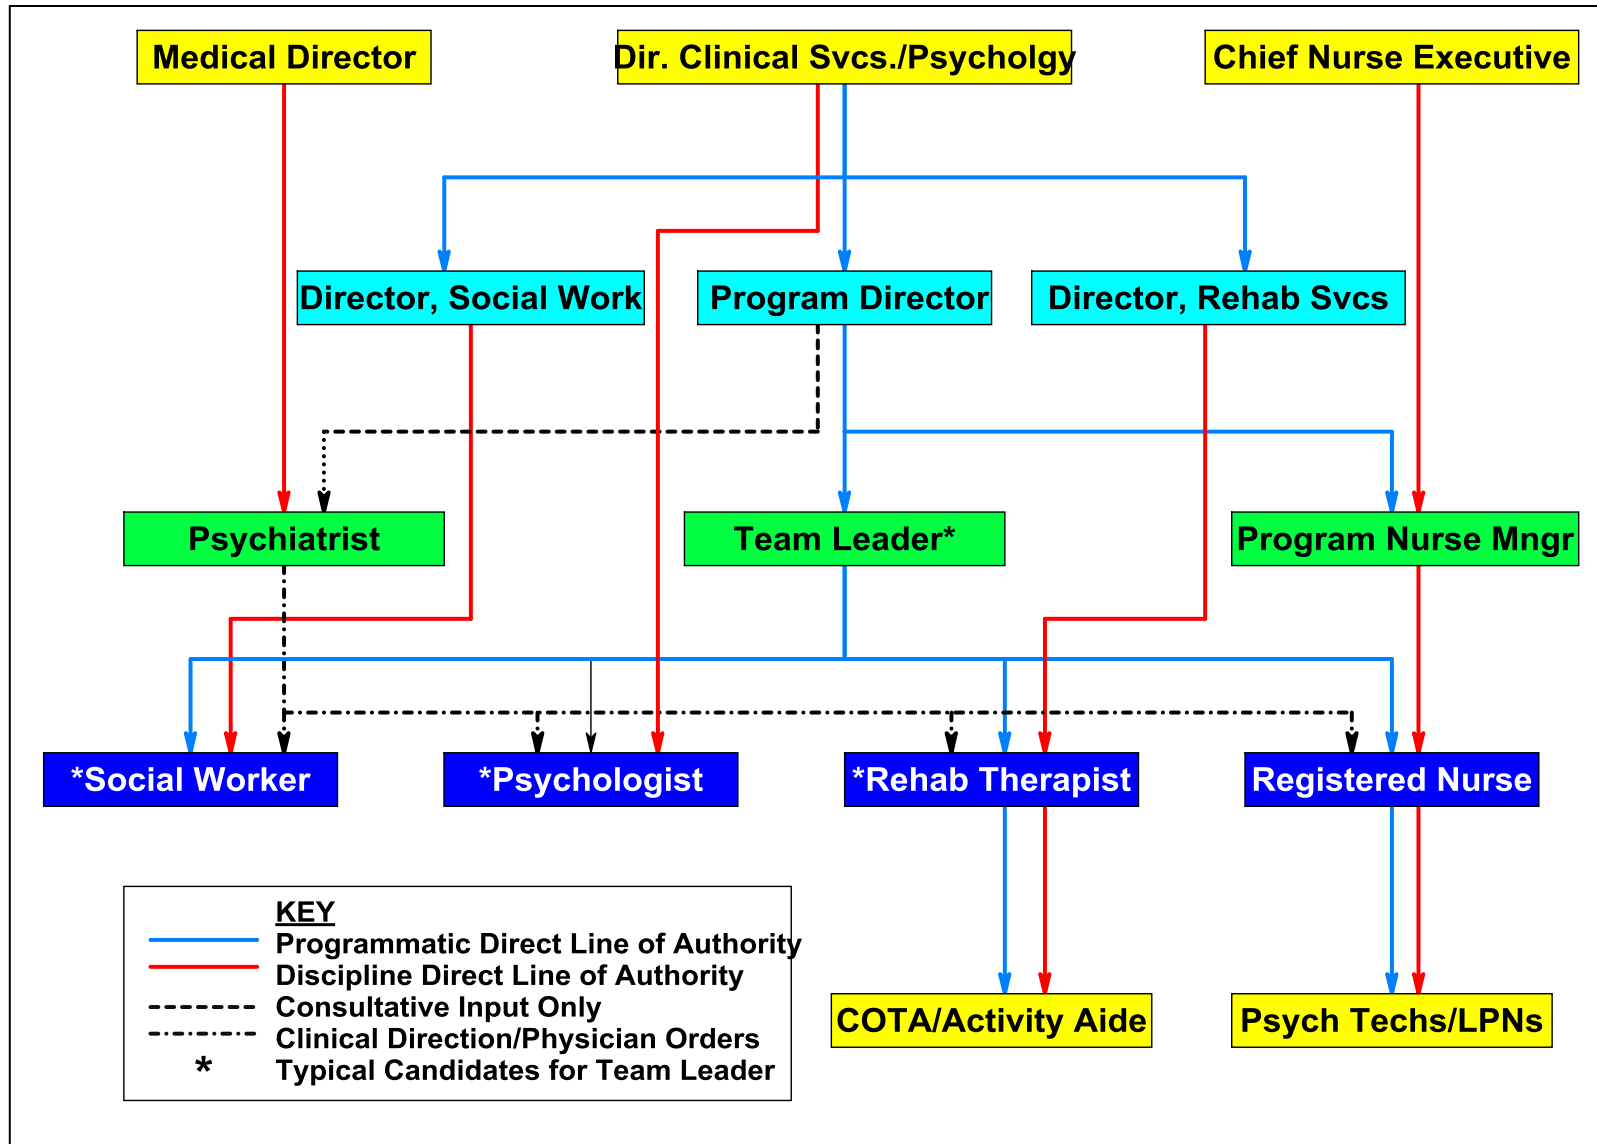 Medical Director
Dir. Clinical Svcs./Psycholgy
Chief Nurse Executive
Director, Social Work
Program Director
Director, Rehab Svcs
Psychiatrist
Team Leader*
Program Nurse Mngr
*Social Worker
*Psychologist
*Rehab Therapist
Registered Nurse
KEY
Programmatic Direct Line of Authority
Discipline Direct Line of Authority
Consultative Input Only
Clinical Direction/Physician Orders
* Typical Candidates for Team Leader
COTA/Activity Aide
Psych Techs/LPNs